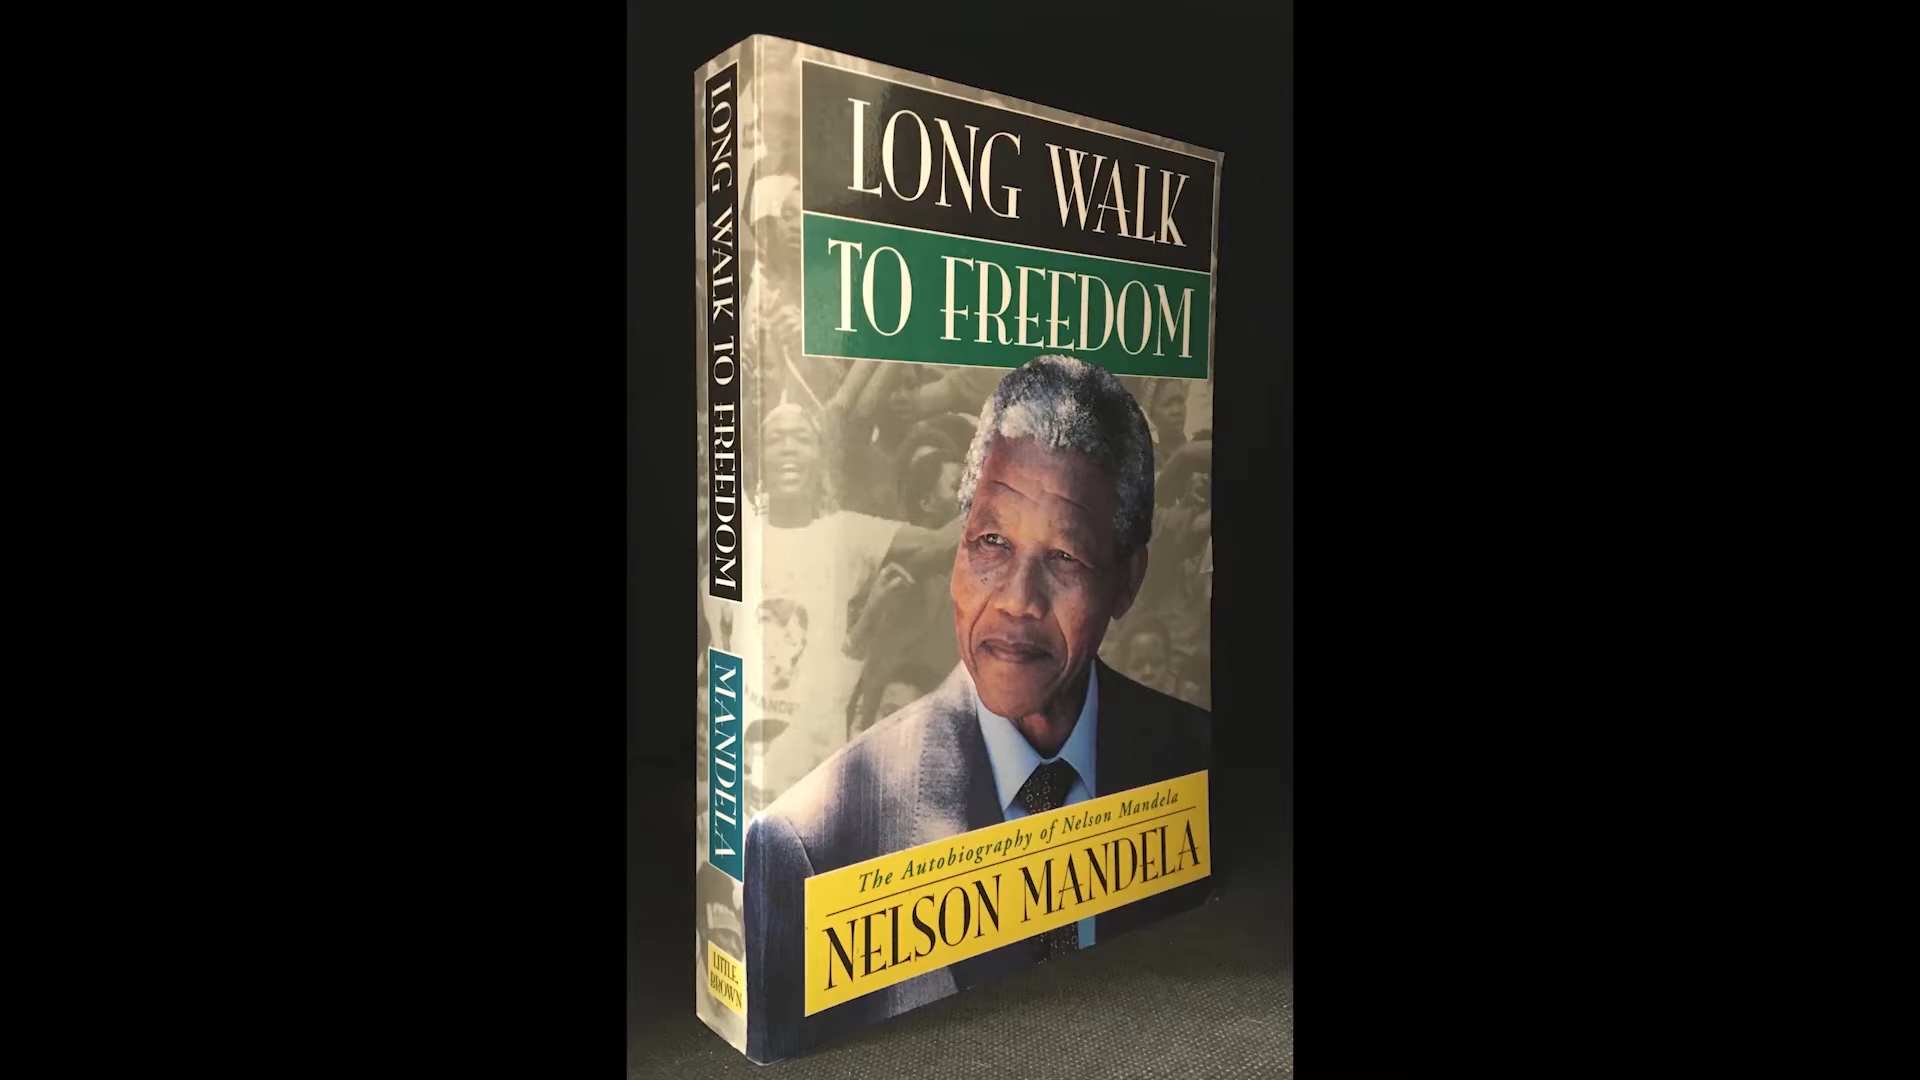 LONG WALK TO FREEDOM
MANDELA
LITTLE,
BROWN
LONG WALK
TO FREEDOM
The Autobiography of Nelson Mandela
NELSON MANDELA